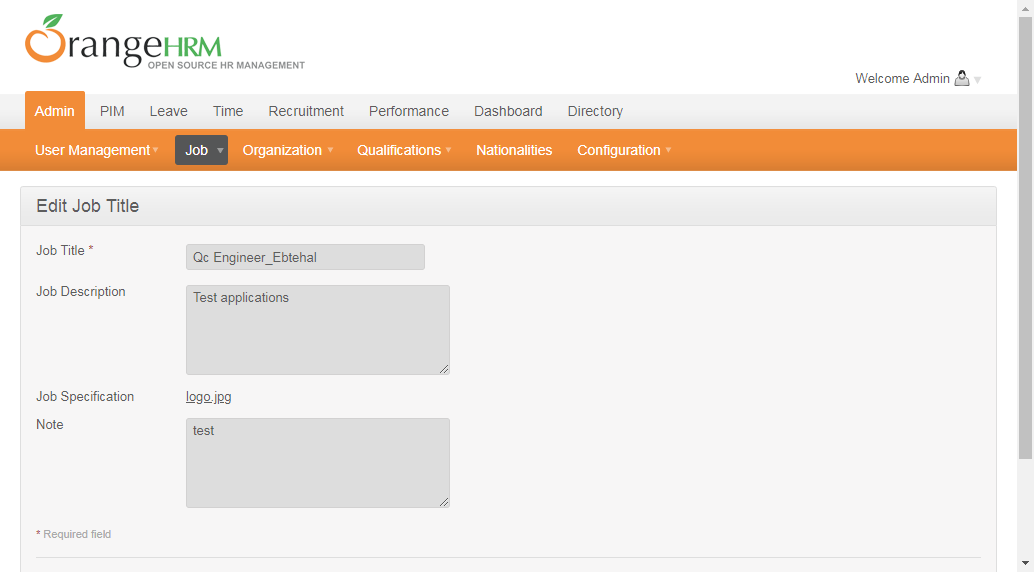 OrangeHRM
OPEN SOURCE HR MANAGEMENT
Welcome Admin
Admin PIM Leave Time Recruitment Performance Dashboard Directory
User Management Job Organization Qualifications Nationalities Configuration
Edit Job Title
Job Title * Qc Engineer_Ebtehal
Job Description Test applications
Job Specification logo.jpg
Note test
* Required field